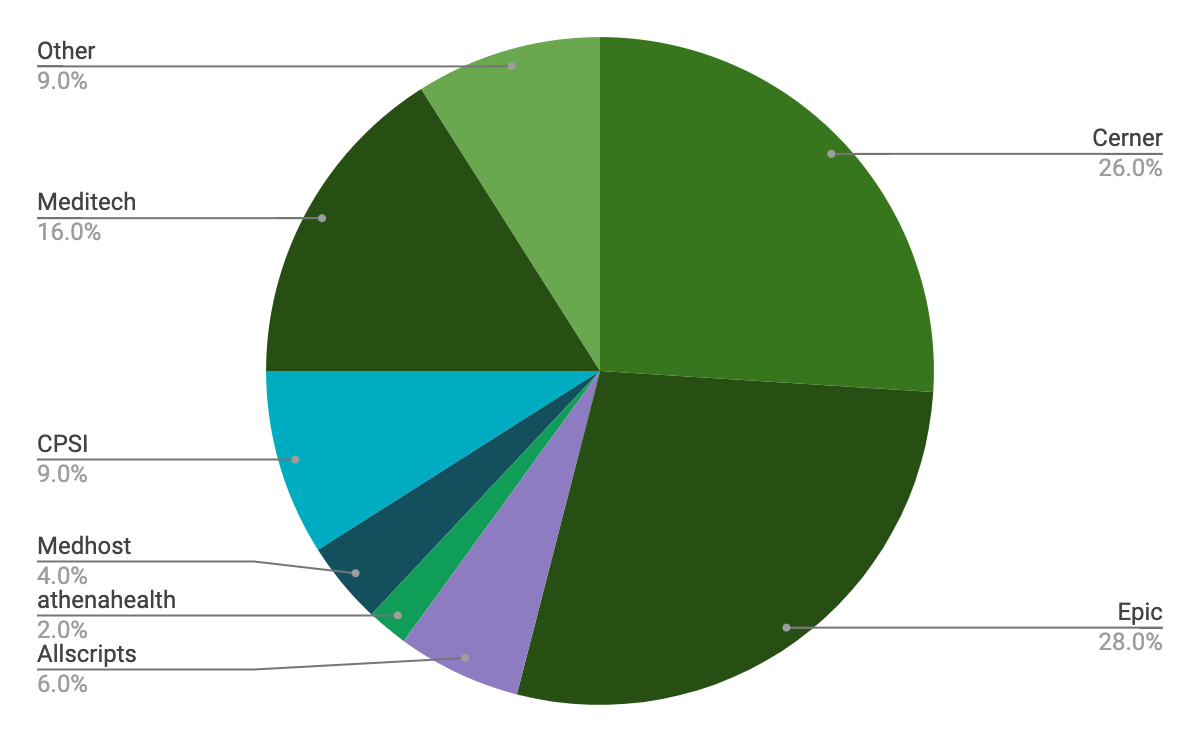 Other
9.0%
Cerner
26.0%
Meditech
16.0%
CPSI
9.0%
Medhost
4.0%
athenahealth
2.0%
Allscripts
6.0%
Epic
28.0%